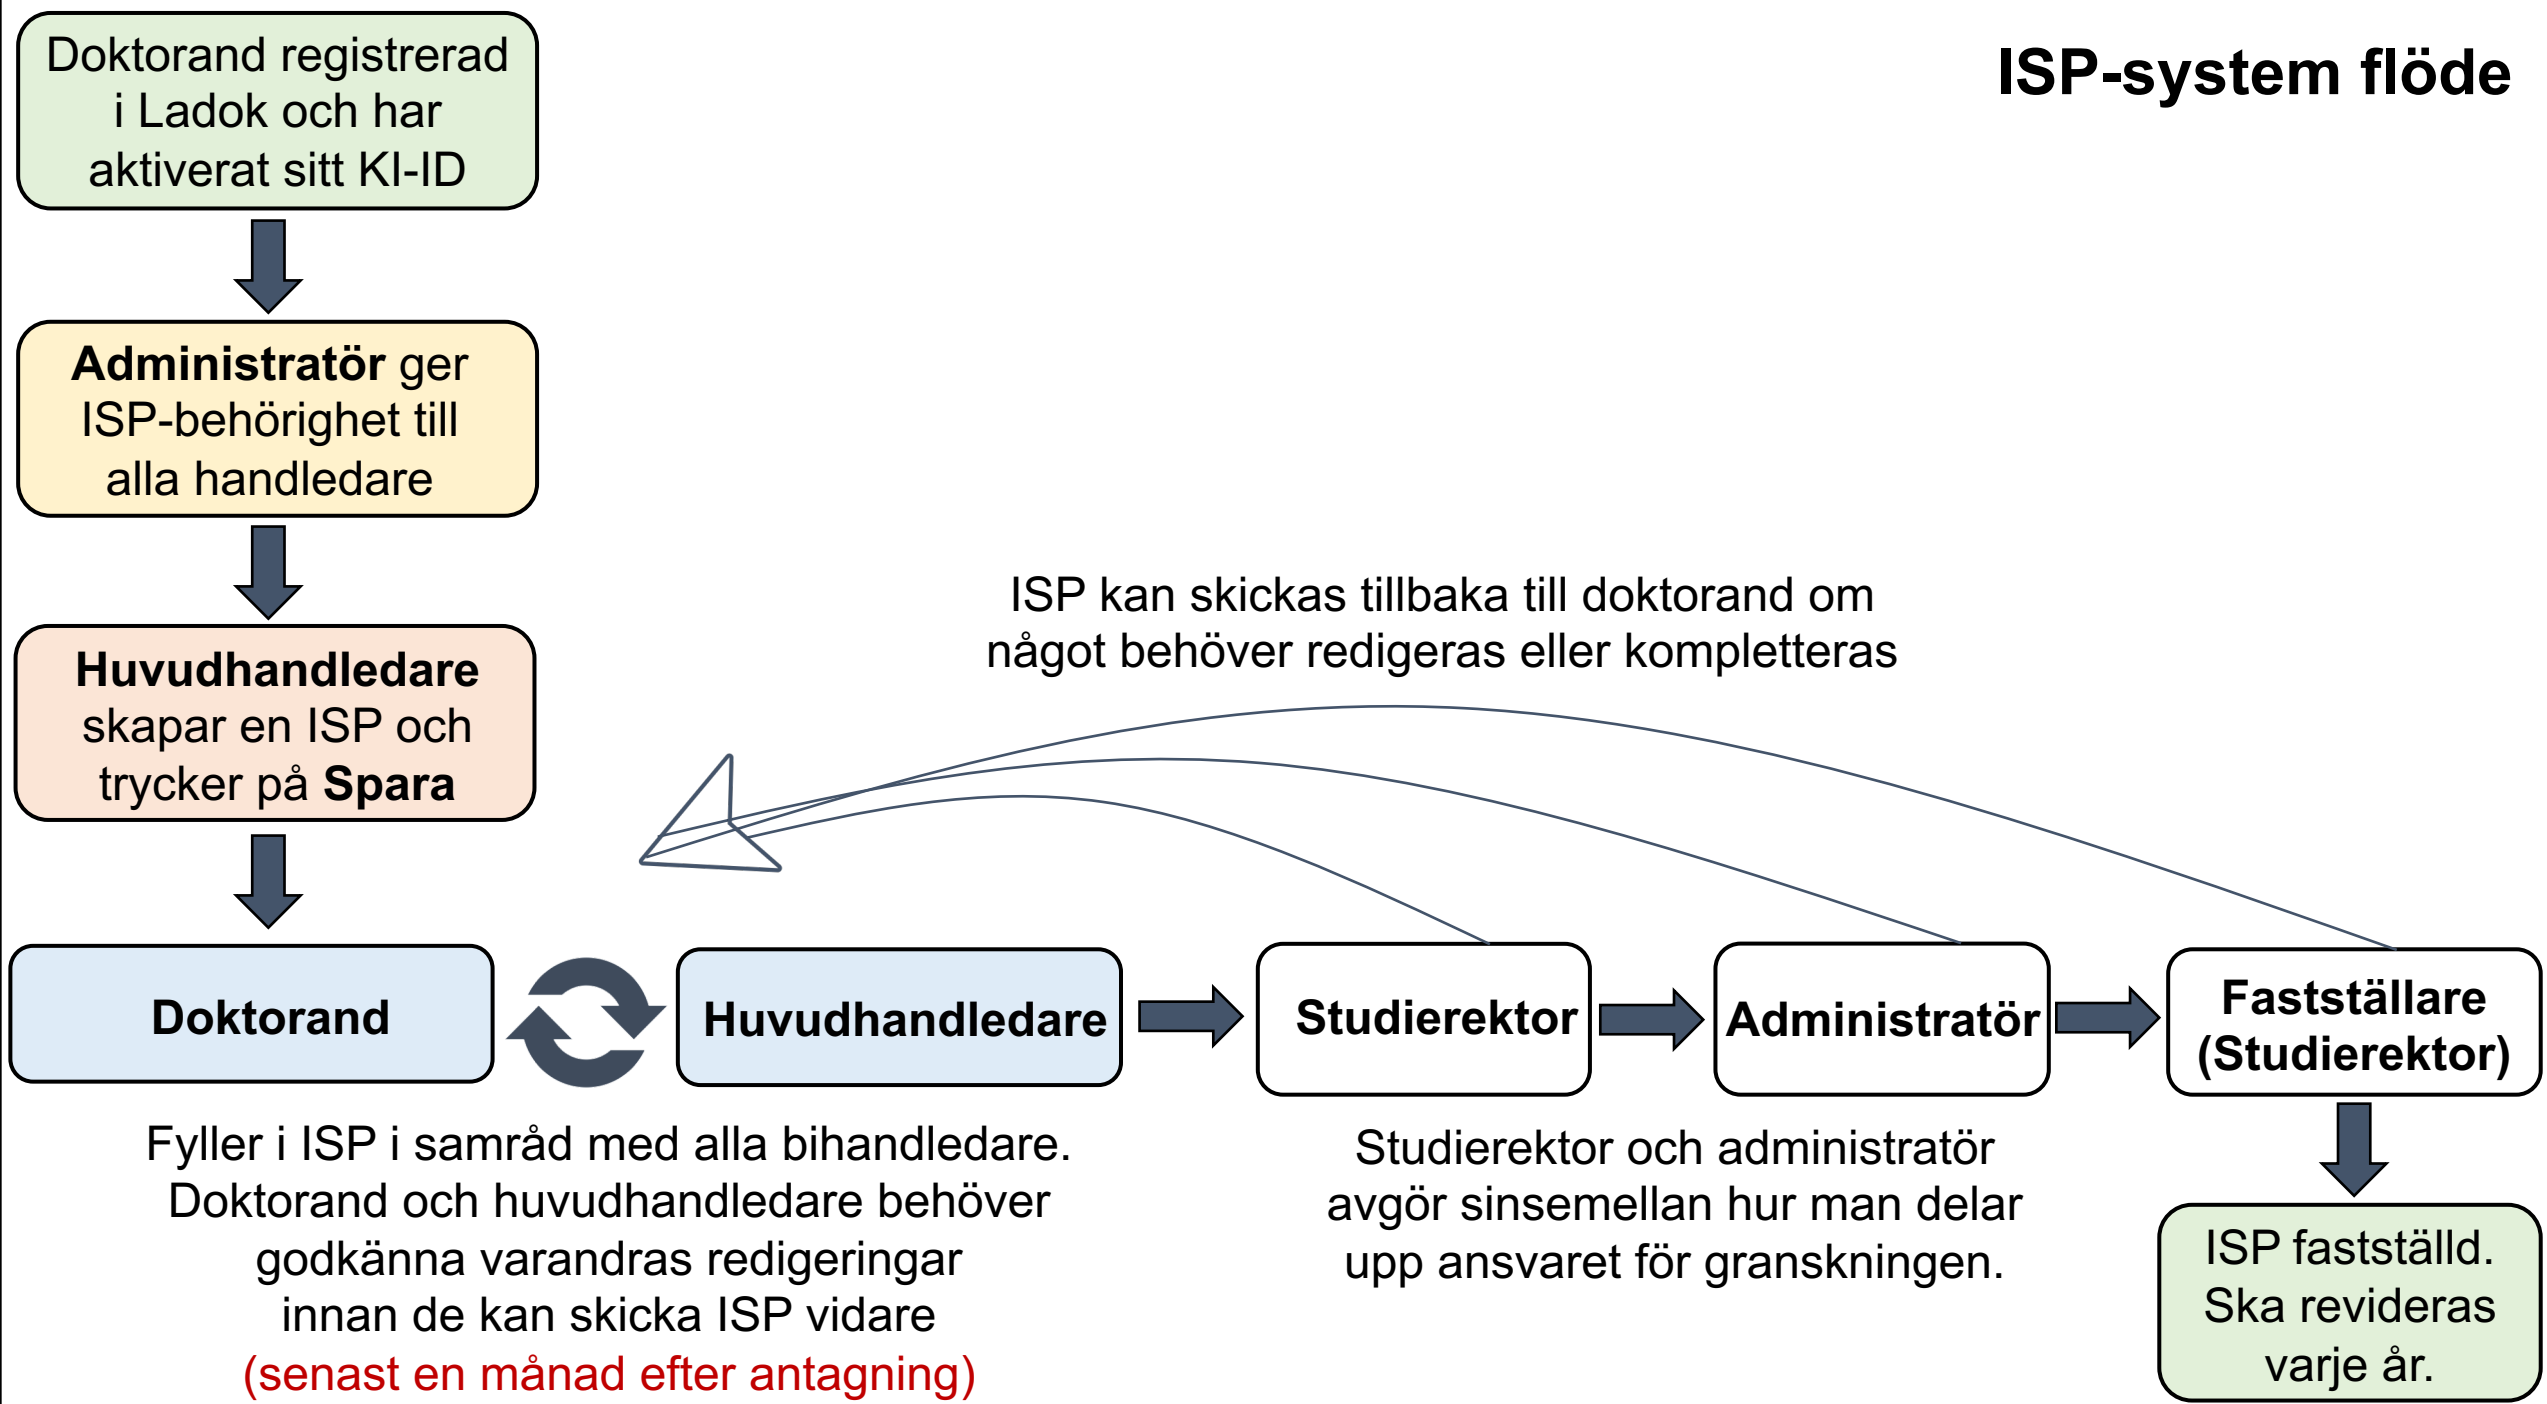 ISP-system flöde
Doktorand registrerad
i Ladok och har
aktiverat sitt KI-ID
Administratör ger
ISP-behörighet till
alla handledare
Huvudhandledare
skapar en ISP och
trycker på Spara
ISP kan skickas tillbaka till doktorand om
något behöver redigeras eller kompletteras
Doktorand
Huvudhandledare
Studierektor
Administratör
Fastställare
(Studierektor)
Fyller i ISP i samråd med alla bihandledare.
Doktorand och huvudhandledare behöver
godkänna varandras redigeringar
innan de kan skicka ISP vidare
(senast en månad efter antagning)
Studierektor och administratör
avgör sinsemellan hur man delar
upp ansvaret för granskningen.
ISP fastställd.
Ska revideras
varje år.